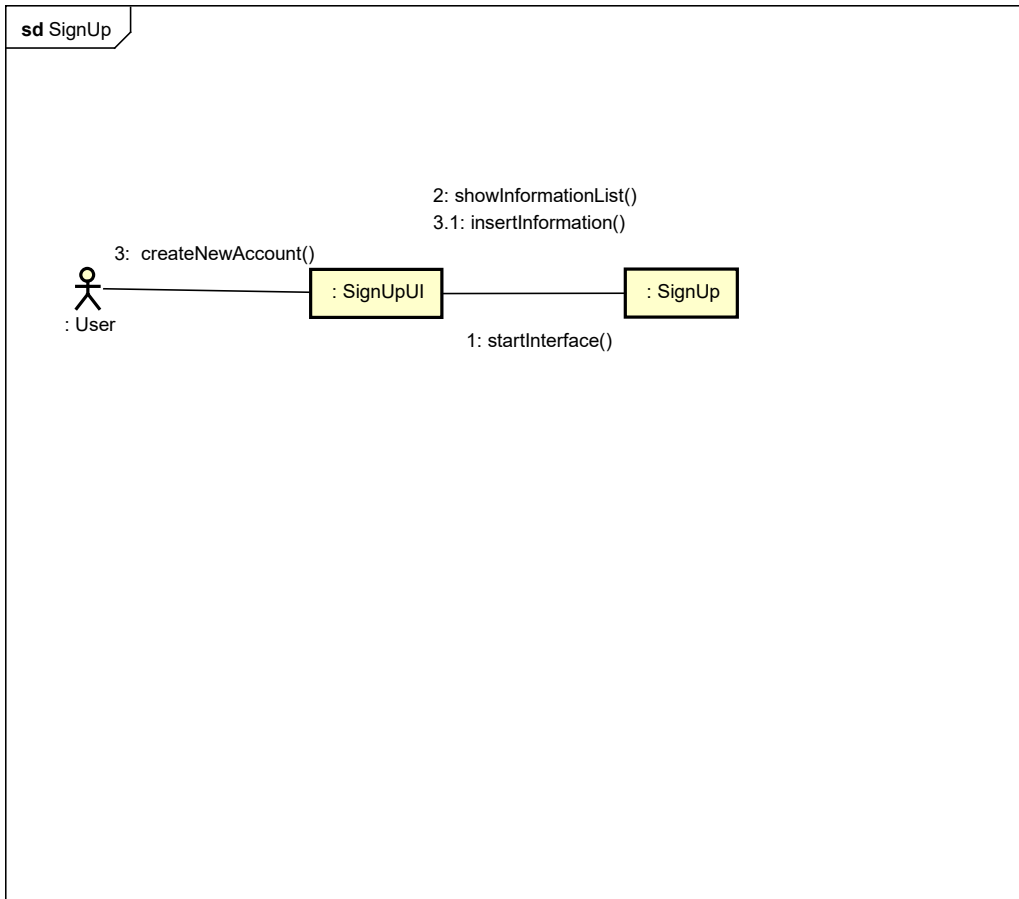 sd SignUp
2: showInformationList()
3.1: insertInformation()
3: createNewAccount()
: SignUpUI
: SignUp
: User
1: startInterface()